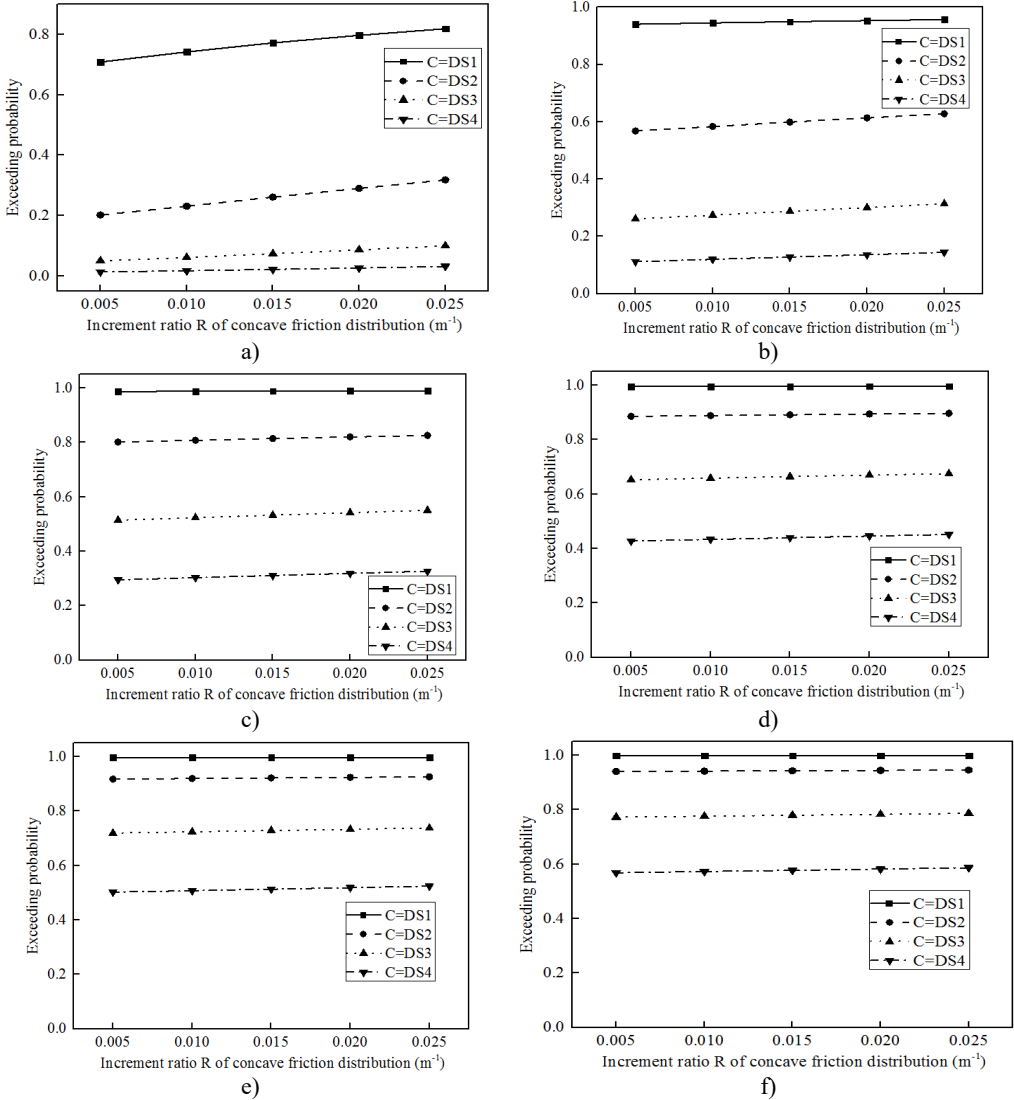 0.8
0.6
0.4
0.2
0.0
Exceeding probability
C=DS1
C=DS2
C=DS3
C=DS4
0.005 0.010 0.015 0.020 0.025
Increment ratio R of concave friction distribution (m⁻¹)
a)
1.0
0.8
0.6
0.4
0.2
0.0
Exceeding probability
C=DS1
C=DS2
C=DS3
C=DS4
0.005 0.010 0.015 0.020 0.025
Increment ratio R of concave friction distribution (m⁻¹)
b)
1.0
0.8
0.6
0.4
0.2
0.0
Exceeding probability
C=DS1
C=DS2
C=DS3
C=DS4
0.005 0.010 0.015 0.020 0.025
Increment ratio R of concave friction distribution (m⁻¹)
c)
1.0
0.8
0.6
0.4
0.2
0.0
Exceeding probability
C=DS1
C=DS2
C=DS3
C=DS4
0.005 0.010 0.015 0.020 0.025
Increment ratio R of concave friction distribution (m⁻¹)
d)
1.0
0.8
0.6
0.4
0.2
0.0
Exceeding probability
C=DS1
C=DS2
C=DS3
C=DS4
0.005 0.010 0.015 0.020 0.025
Increment ratio R of concave friction distribution (m⁻¹)
e)
1.0
0.8
0.6
0.4
0.2
0.0
Exceeding probability
C=DS1
C=DS2
C=DS3
C=DS4
0.005 0.010 0.015 0.020 0.025
Increment ratio R of concave friction distribution (m⁻¹)
f)